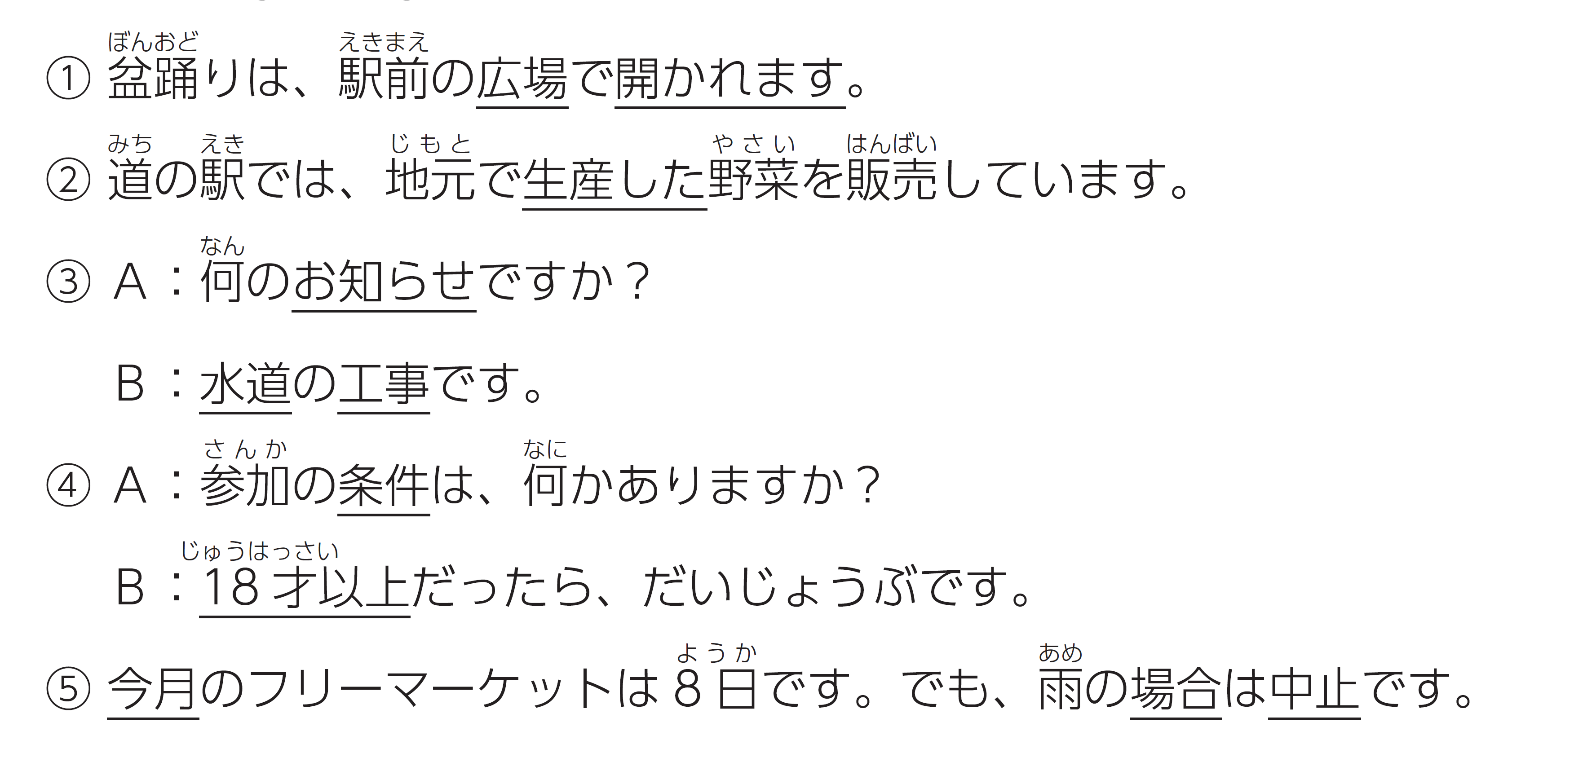 ぼんおど えきまえ
① 盆踊りは、駅前の広場で開かれます。
みち えき じもと やさい はんばい
② 道の駅では、地元で生産した野菜を販売しています。
なん
③ A：何のお知らせですか？
B：水道の工事です。
さんか なに
④ A：参加の条件は、何かありますか？
じゅうはっさい
B：18才以上だったら、だいじょうぶです。
ようか あめ
⑤ 今月のフリーマーケットは8日です。でも、雨の場合は中止です。